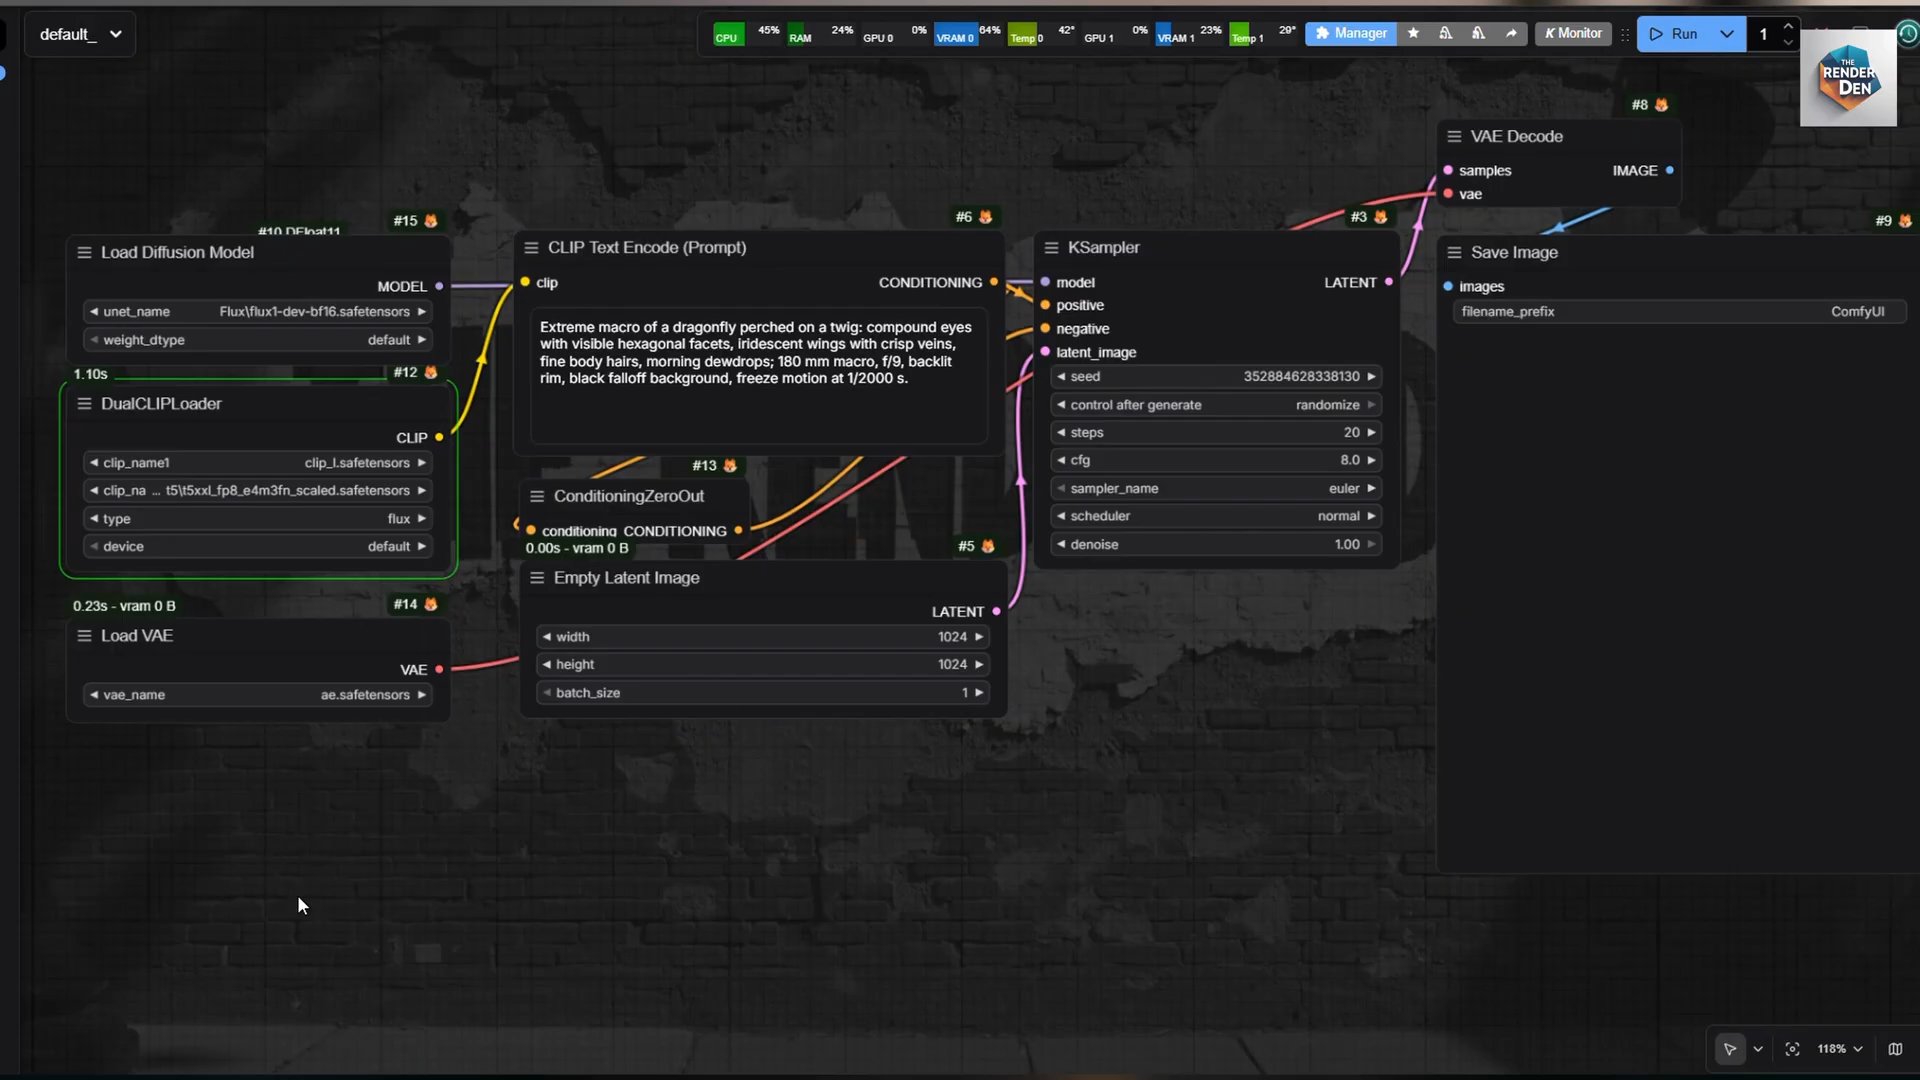 default_
CPU 45% RAM 24% GPU 0 0% VRAM 0 64% Temp 0 42° GPU 1 0% VRAM 1 23% Temp 1 29°
Manager
K Monitor
Run
1
THE
RENDER
DEN
#8
VAE Decode
samples IMAGE
vae
#10 DFloat11
#15
Load Diffusion Model
MODEL
unet_name Flux\flux1-dev-bf16.safetensors
weight_dtype default
1.10s
#12
DualCLIPLoader
CLIP
clip_name1 clip_l.safetensors
clip_na ... t5\t5xxl_fp8_e4m3fn_scaled.safetensors
type flux
device default
0.23s - vram 0 B
#14
Load VAE
VAE
vae_name ae.safetensors
#6
CLIP Text Encode (Prompt)
clip CONDITIONING
Extreme macro of a dragonfly perched on a twig: compound eyes
with visible hexagonal facets, iridescent wings with crisp veins,
fine body hairs, morning dewdrops; 180 mm macro, f/9, backlit
rim, black falloff background, freeze motion at 1/2000 s.
#13
ConditioningZeroOut
conditioning CONDITIONING
0.00s - vram 0 B
#5
Empty Latent Image
LATENT
width 1024
height 1024
batch_size 1
#3
KSampler
model LATENT
positive
negative
latent_image
seed 352884628338130
control after generate randomize
steps 20
cfg 8.0
sampler_name euler
scheduler normal
denoise 1.00
#9
Save Image
images
filename_prefix ComfyUI
118%